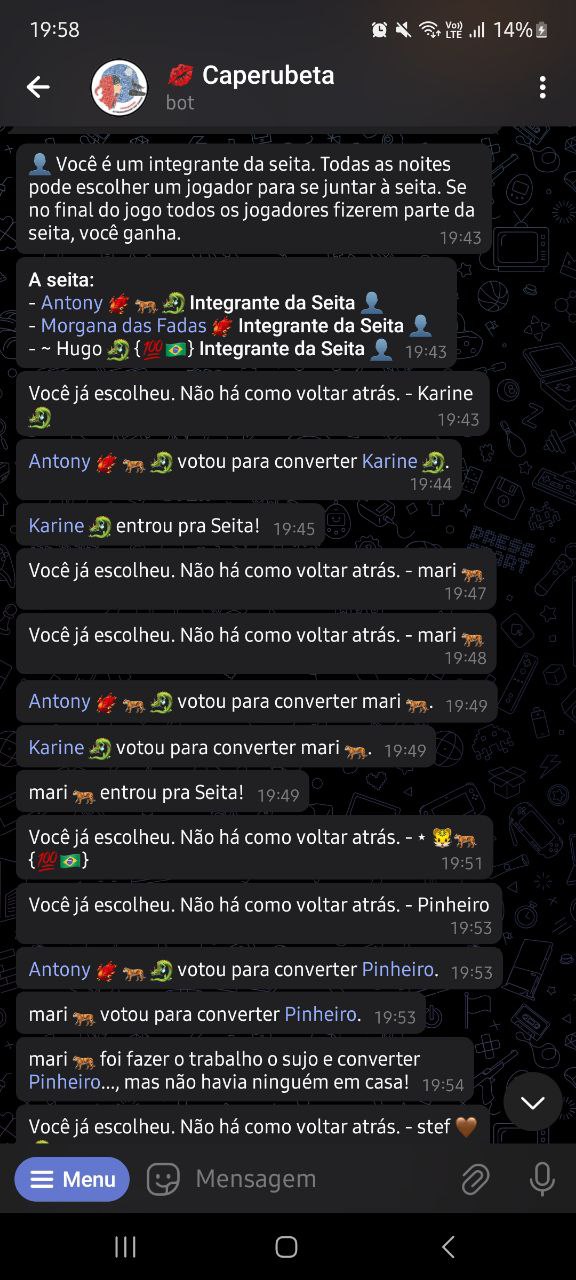 19:58
Vo))
LTE
14%
💋 Caperubeta
bot
👤 Você é um integrante da seita. Todas as noites
pode escolher um jogador para se juntar à seita. Se
no final do jogo todos os jogadores fizerem parte da
seita, você ganha.
19:43
A seita:
- Antony 🐲 🐅 🐉 Integrante da Seita 👤
- Morgana das Fadas 🐲 Integrante da Seita 👤
- ~ Hugo 🐉 {💯🇧🇷} Integrante da Seita 👤 19:43
Você já escolheu. Não há como voltar atrás. - Karine
🐉 19:43
Antony 🐲 🐅 🐉 votou para converter Karine 🐉.
19:44
Karine 🐉 entrou pra Seita! 19:45
Você já escolheu. Não há como voltar atrás. - mari 🐅
19:47
Você já escolheu. Não há como voltar atrás. - mari 🐅
19:48
Antony 🐲 🐅 🐉 votou para converter mari 🐅. 19:49
Karine 🐉 votou para converter mari 🐅. 19:49
mari 🐅 entrou pra Seita! 19:49
Você já escolheu. Não há como voltar atrás. - ⋆ 🐯🐅
{💯🇧🇷} 19:51
Você já escolheu. Não há como voltar atrás. - Pinheiro
19:53
Antony 🐲 🐅 🐉 votou para converter Pinheiro. 19:53
mari 🐅 votou para converter Pinheiro. 19:53
mari 🐅 foi fazer o trabalho o sujo e converter
Pinheiro..., mas não havia ninguém em casa! 19:54
Você já escolheu. Não há como voltar atrás. - stef 🤎
Menu
Mensagem